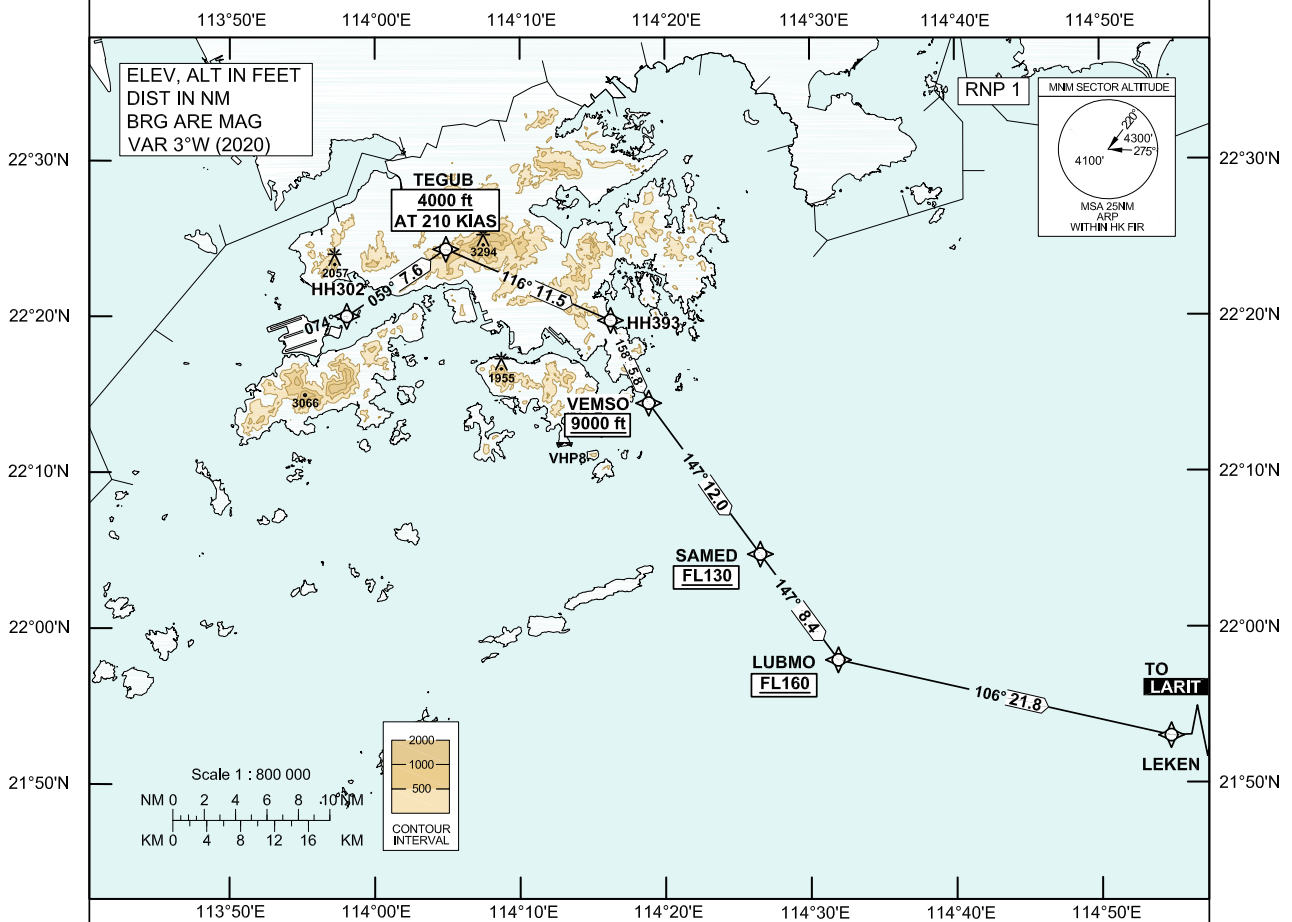 113°50'E 114°00'E 114°10'E 114°20'E 114°30'E 114°40'E 114°50'E
ELEV, ALT IN FEET
DIST IN NM
BRG ARE MAG
VAR 3°W (2020)
RNP 1
MNM SECTOR ALTITUDE
220°
4300'
275°
4100'
MSA 25NM
ARP
WITHIN HK FIR
22°30'N 22°30'N
TEGUB
4000 ft
AT 210 KIAS
3294
2057
HH302
059° 7.6
116° 11.5
22°20'N 22°20'N
074°
HH393
158° 5.8
1955
3066
VEMSO
9000 ft
VHP8
22°10'N 22°10'N
147° 12.0
SAMED
FL130
147° 8.4
22°00'N 22°00'N
LUBMO
FL160
TO
LARIT
106° 21.8
LEKEN
21°50'N 21°50'N
2000
1000
500
CONTOUR
INTERVAL
Scale 1 : 800 000
NM 0 2 4 6 8 10 NM
KM 0 4 8 12 16 KM
113°50'E 114°00'E 114°10'E 114°20'E 114°30'E 114°40'E 114°50'E